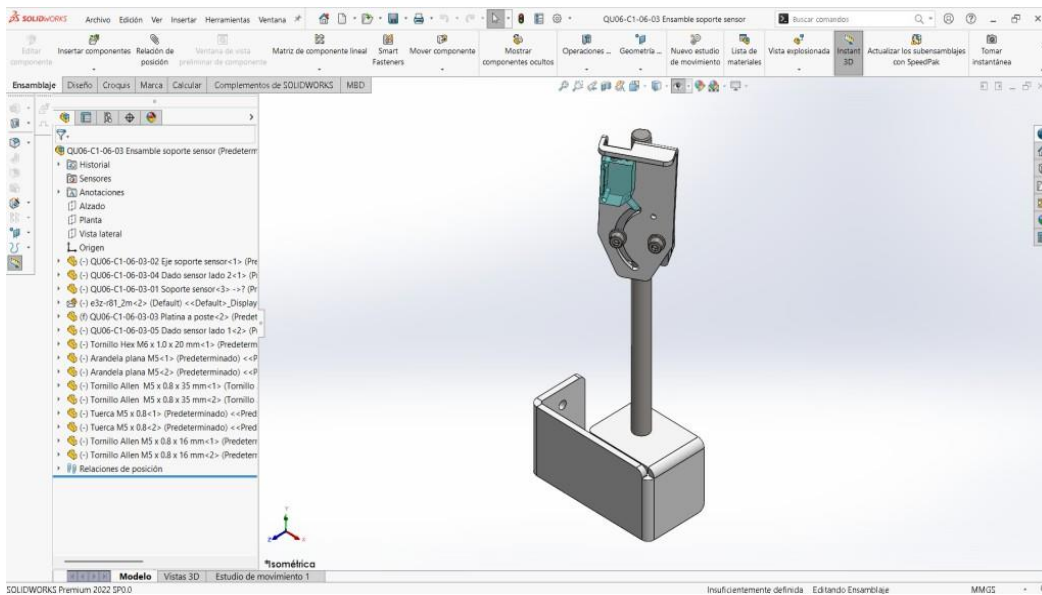 SOLIDWORKS Archivo Edición Ver Insertar Herramientas Ventana QU06-C1-06-03 Ensamble soporte sensor Buscar comandos
Editar componente
Insertar componentes
Relación de posición
Ventana de vista preliminar de componente
Matriz de componente lineal
Smart Fasteners
Mover componente
Mostrar componentes ocultos
Operaciones ...
Geometría ...
Nuevo estudio de movimiento
Lista de materiales
Vista explosionada
Instant 3D
Actualizar los subensamblajes con SpeedPak
Tomar instantánea
Ensamblaje Diseño Croquis Marca Calcular Complementos de SOLIDWORKS MBD
QU06-C1-06-03 Ensamble soporte sensor (Predeterm
Historial
Sensores
Anotaciones
Alzado
Planta
Vista lateral
Origen
(-) QU06-C1-06-03-02 Eje soporte sensor<1> (Pre
(-) QU06-C1-06-03-04 Dado sensor lado 2<1> (Pr
(-) QU06-C1-06-03-01 Soporte sensor<3> ->? (Pr
(-) e3z-r81_2m<2> (Default) <<Default>_Display
(f) QU06-C1-06-03-03 Platina a poste<2> (Predet
(-) QU06-C1-06-03-05 Dado sensor lado 1<2> (P
(-) Tornillo Hex M6 x 1.0 x 20 mm<1> (Predeterm
(-) Arandela plana M5<1> (Predeterminado) <<P
(-) Arandela plana M5<2> (Predeterminado) <<P
(-) Tornillo Allen M5 x 0.8 x 35 mm<1> (Tornillo
(-) Tornillo Allen M5 x 0.8 x 35 mm<2> (Tornillo
(-) Tuerca M5 x 0.8<1> (Predeterminado) <<Pred
(-) Tuerca M5 x 0.8<2> (Predeterminado) <<Pred
(-) Tornillo Allen M5 x 0.8 x 16 mm<1> (Predeterm
(-) Tornillo Allen M5 x 0.8 x 16 mm<2> (Predeterm
Relaciones de posición
Y
Z
X
*Isométrica
Modelo Vistas 3D Estudio de movimiento 1
SOLIDWORKS Premium 2022 SP0.0 Insuficientemente definida Editando Ensamblaje MMGS